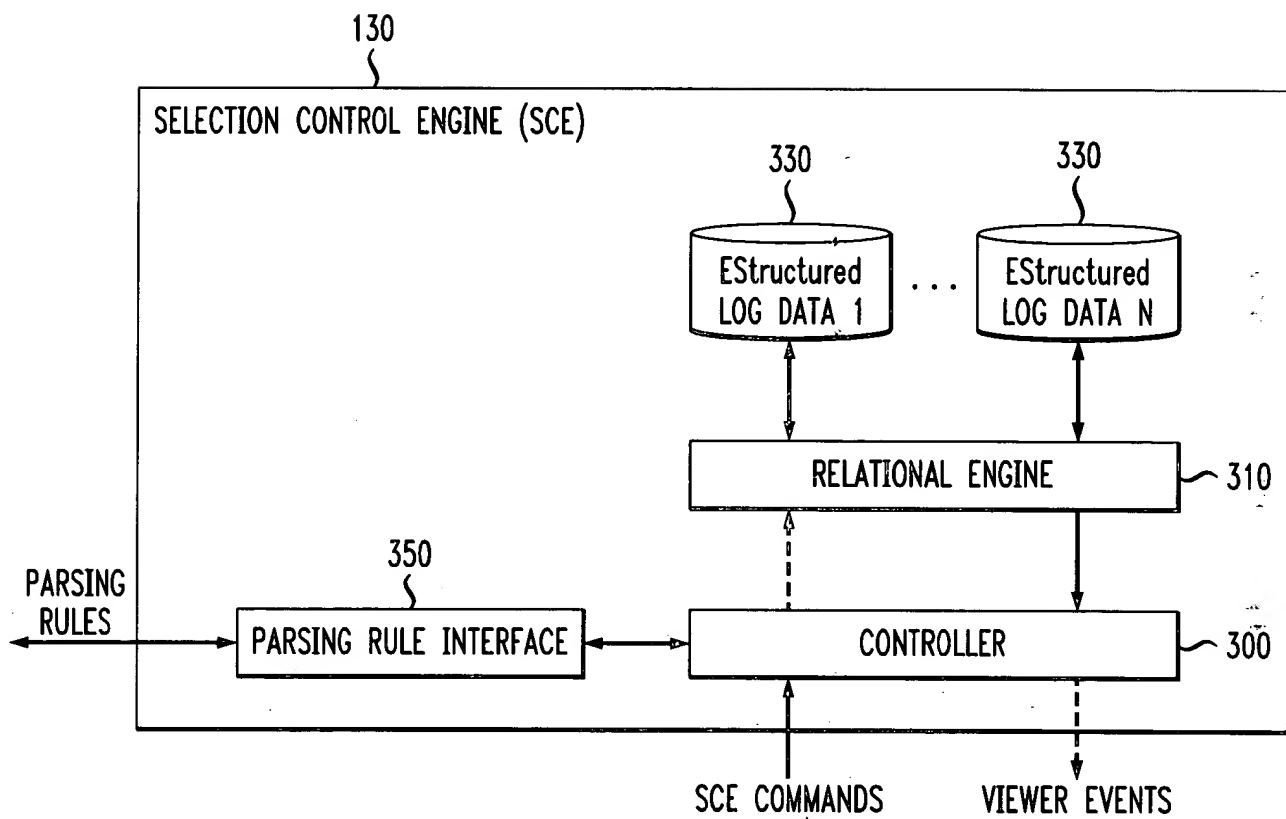 130
SELECTION CONTROL ENGINE (SCE)
330
330
EStructured
LOG DATA 1
. . .
EStructured
LOG DATA N
RELATIONAL ENGINE
310
350
PARSING
RULES
PARSING RULE INTERFACE
CONTROLLER
300
SCE COMMANDS
VIEWER EVENTS